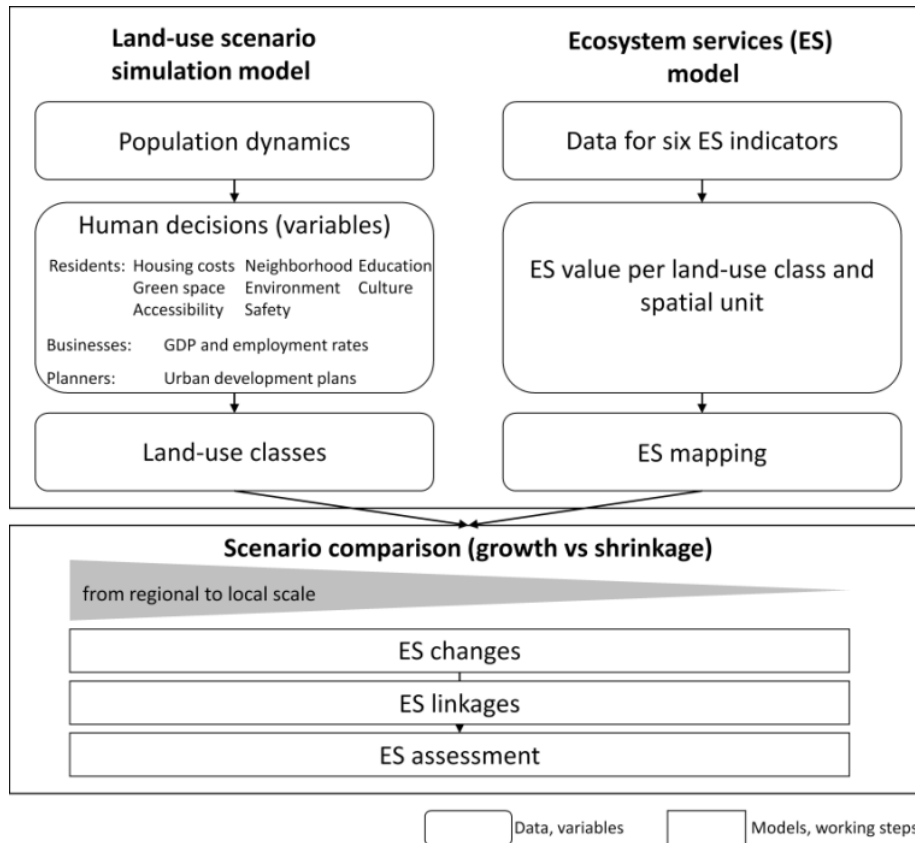 Land-use scenario
simulation model
Ecosystem services (ES)
model
Population dynamics
Data for six ES indicators
Human decisions (variables)
Residents: Housing costs Neighborhood Education
Green space Environment Culture
Accessibility Safety
Businesses: GDP and employment rates
Planners: Urban development plans
ES value per land-use class and
spatial unit
Land-use classes
ES mapping
Scenario comparison (growth vs shrinkage)
from regional to local scale
ES changes
ES linkages
ES assessment
Data, variables
Models, working steps